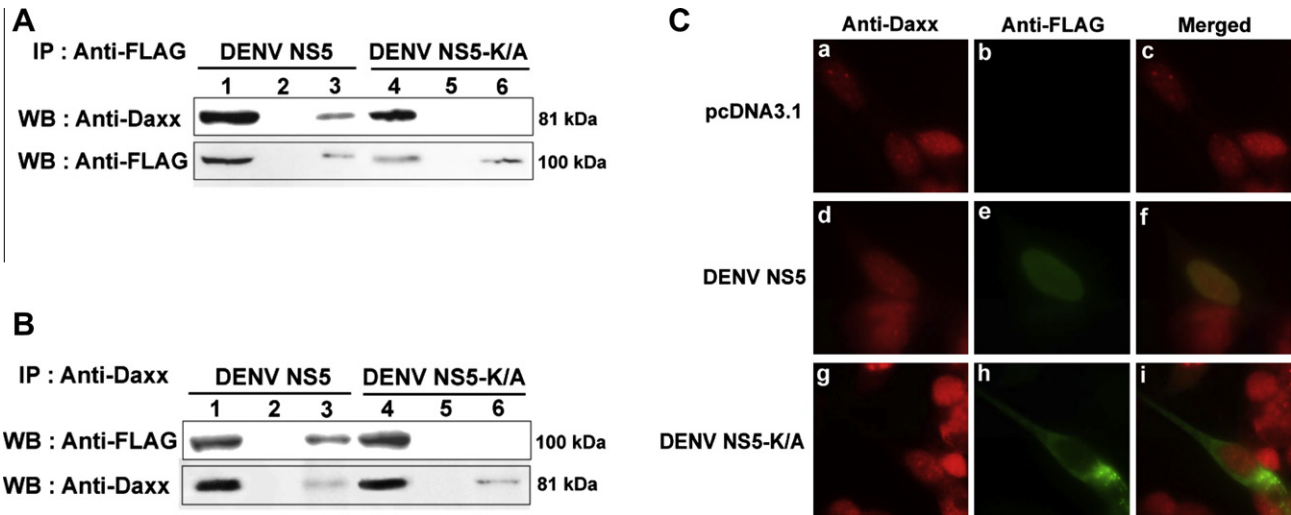 A
IP : Anti-FLAG DENV NS5 DENV NS5-K/A
1 2 3 4 5 6
WB : Anti-Daxx 81 kDa
WB : Anti-FLAG 100 kDa
B
IP : Anti-Daxx DENV NS5 DENV NS5-K/A
1 2 3 4 5 6
WB : Anti-FLAG 100 kDa
WB : Anti-Daxx 81 kDa
C
Anti-Daxx Anti-FLAG Merged
pcDNA3.1 a b c
DENV NS5 d e f
DENV NS5-K/A g h i